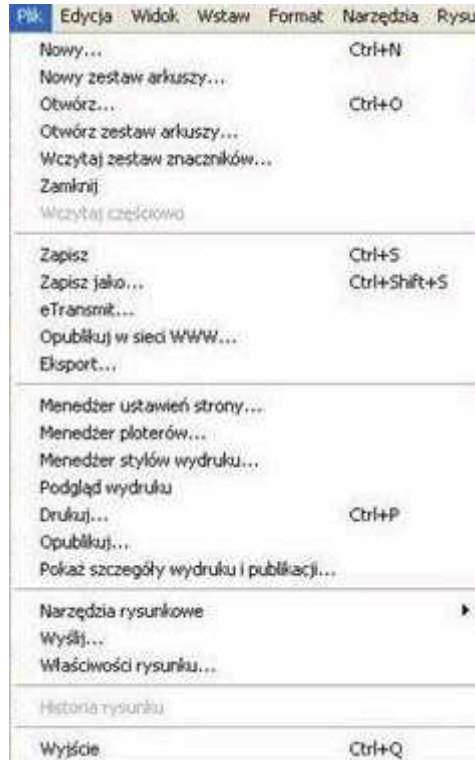 Plik Edycja Widok Wstaw Format Narzędzia Rysu
Nowy... Ctrl+N
Nowy zestaw arkuszy...
Otwórz... Ctrl+O
Otwórz zestaw arkuszy...
Wczytaj zestaw znaczników...
Zamknij
Wczytaj częściowo
Zapisz Ctrl+S
Zapisz jako... Ctrl+Shift+S
eTransmit...
Opublikuj w sieci WWW...
Eksport...
Menedżer ustawień strony...
Menedżer ploterów...
Menedżer stylów wydruku...
Podgląd wydruku
Drukuj... Ctrl+P
Opublikuj...
Pokaż szczegóły wydruku i publikacji...
Narzędzia rysunkowe
Wyślij...
Właściwości rysunku...
Historia rysunku
Wyjście Ctrl+Q